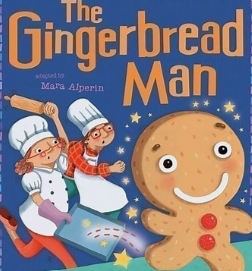 The
Gingerbread
adapted by
Mara Alperin
Man